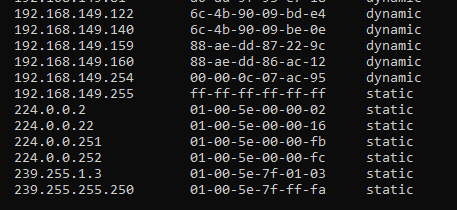 192.168.149.122 6c-4b-90-09-bd-e4 dynamic
192.168.149.140 6c-4b-90-09-be-0e dynamic
192.168.149.159 88-ae-dd-87-22-9c dynamic
192.168.149.160 88-ae-dd-86-ac-12 dynamic
192.168.149.254 00-00-0c-07-ac-95 dynamic
192.168.149.255 ff-ff-ff-ff-ff-ff static
224.0.0.2 01-00-5e-00-00-02 static
224.0.0.22 01-00-5e-00-00-16 static
224.0.0.251 01-00-5e-00-00-fb static
224.0.0.252 01-00-5e-00-00-fc static
239.255.1.3 01-00-5e-7f-01-03 static
239.255.255.250 01-00-5e-7f-ff-fa static